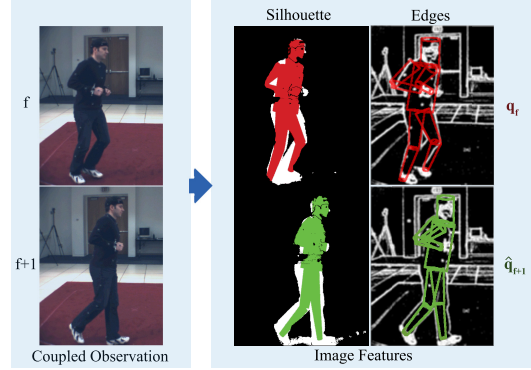 Silhouette Edges
f
q_f
f+1
q̂_f+1
Coupled Observation
Image Features